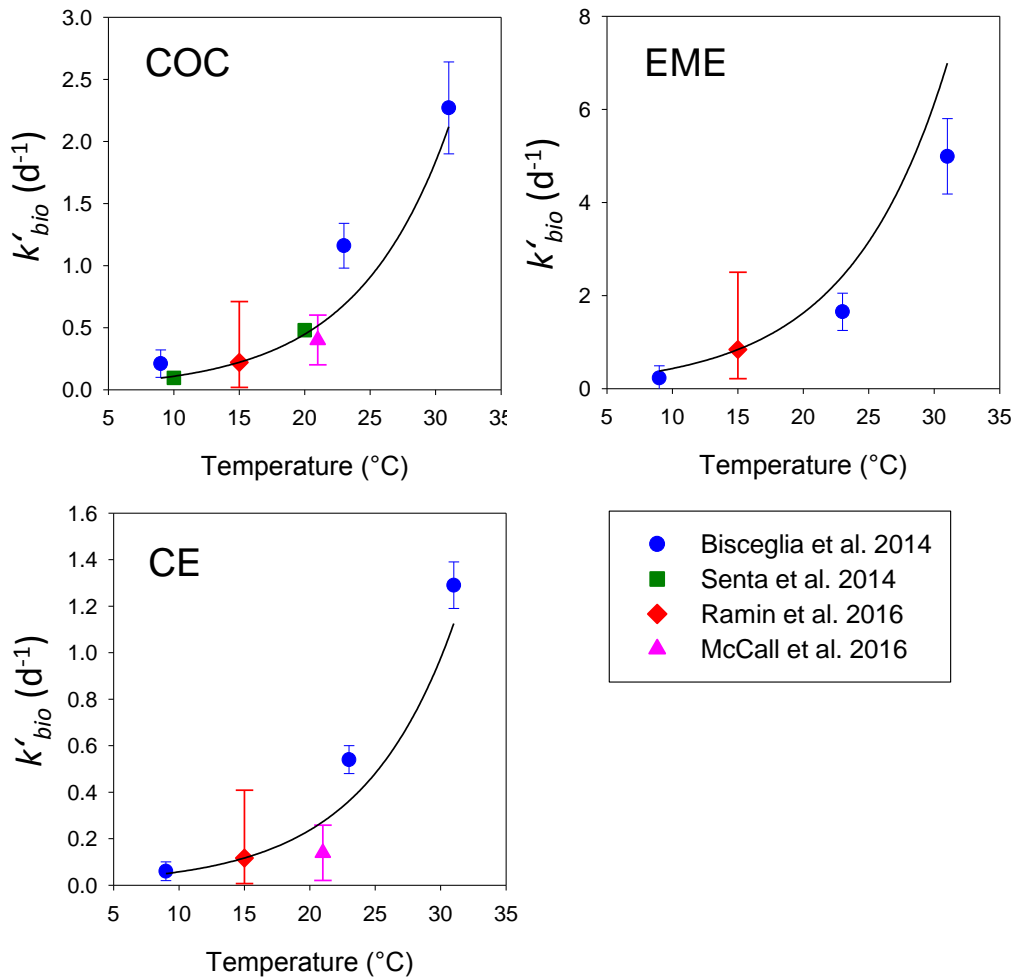 COC
k′bio (d-1)
3.0
2.5
2.0
1.5
1.0
0.5
0.0
5 10 15 20 25 30 35
Temperature (°C)
EME
k′bio (d-1)
8
6
4
2
0
5 10 15 20 25 30 35
Temperature (°C)
CE
k′bio (d-1)
1.6
1.4
1.2
1.0
0.8
0.6
0.4
0.2
0.0
5 10 15 20 25 30 35
Temperature (°C)
Bisceglia et al. 2014
Senta et al. 2014
Ramin et al. 2016
McCall et al. 2016